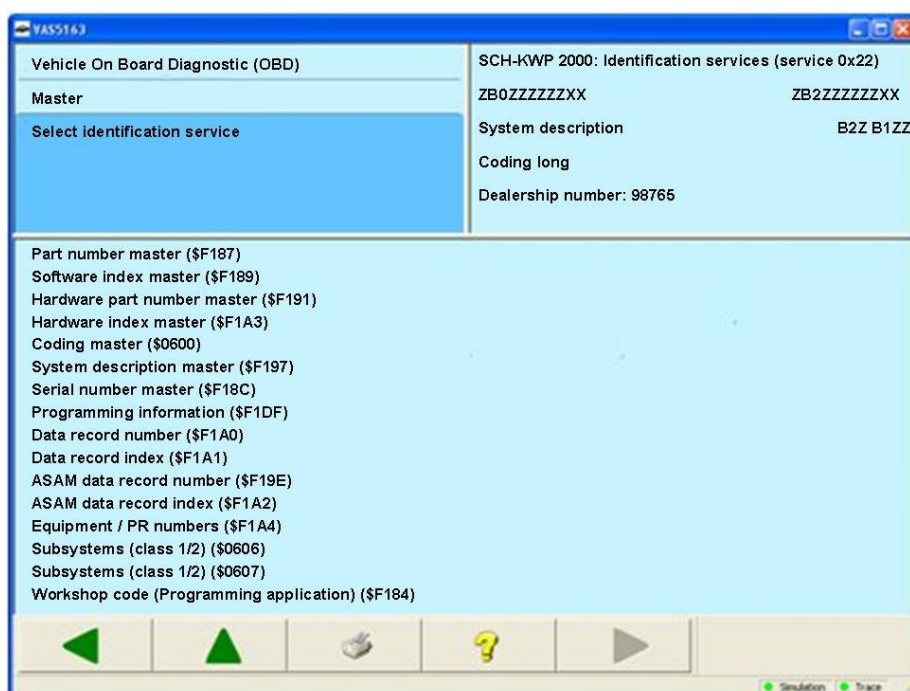 VAS5163
Vehicle On Board Diagnostic (OBD)
Master
Select identification service
SCH-KWP 2000: Identification services (service 0x22)
ZB0ZZZZZZXX ZB2ZZZZZZXX
System description B2Z B1ZZ
Coding long
Dealership number: 98765
Part number master ($F187)
Software index master ($F189)
Hardware part number master ($F191)
Hardware index master ($F1A3)
Coding master ($0600)
System description master ($F197)
Serial number master ($F18C)
Programming information ($F1DF)
Data record number ($F1A0)
Data record index ($F1A1)
ASAM data record number ($F19E)
ASAM data record index ($F1A2)
Equipment / PR numbers ($F1A4)
Subsystems (class 1/2) ($0606)
Subsystems (class 1/2) ($0607)
Workshop code (Programming application) ($F184)
Simulation Trace